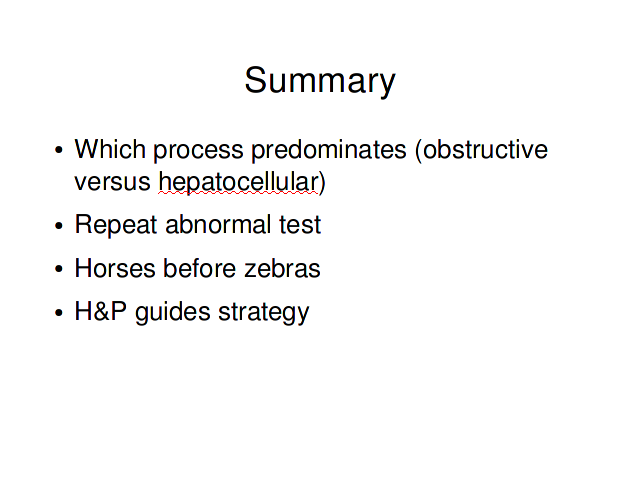 Summary
• Which process predominates (obstructive
versus hepatocellular)
• Repeat abnormal test
• Horses before zebras
• H&P guides strategy